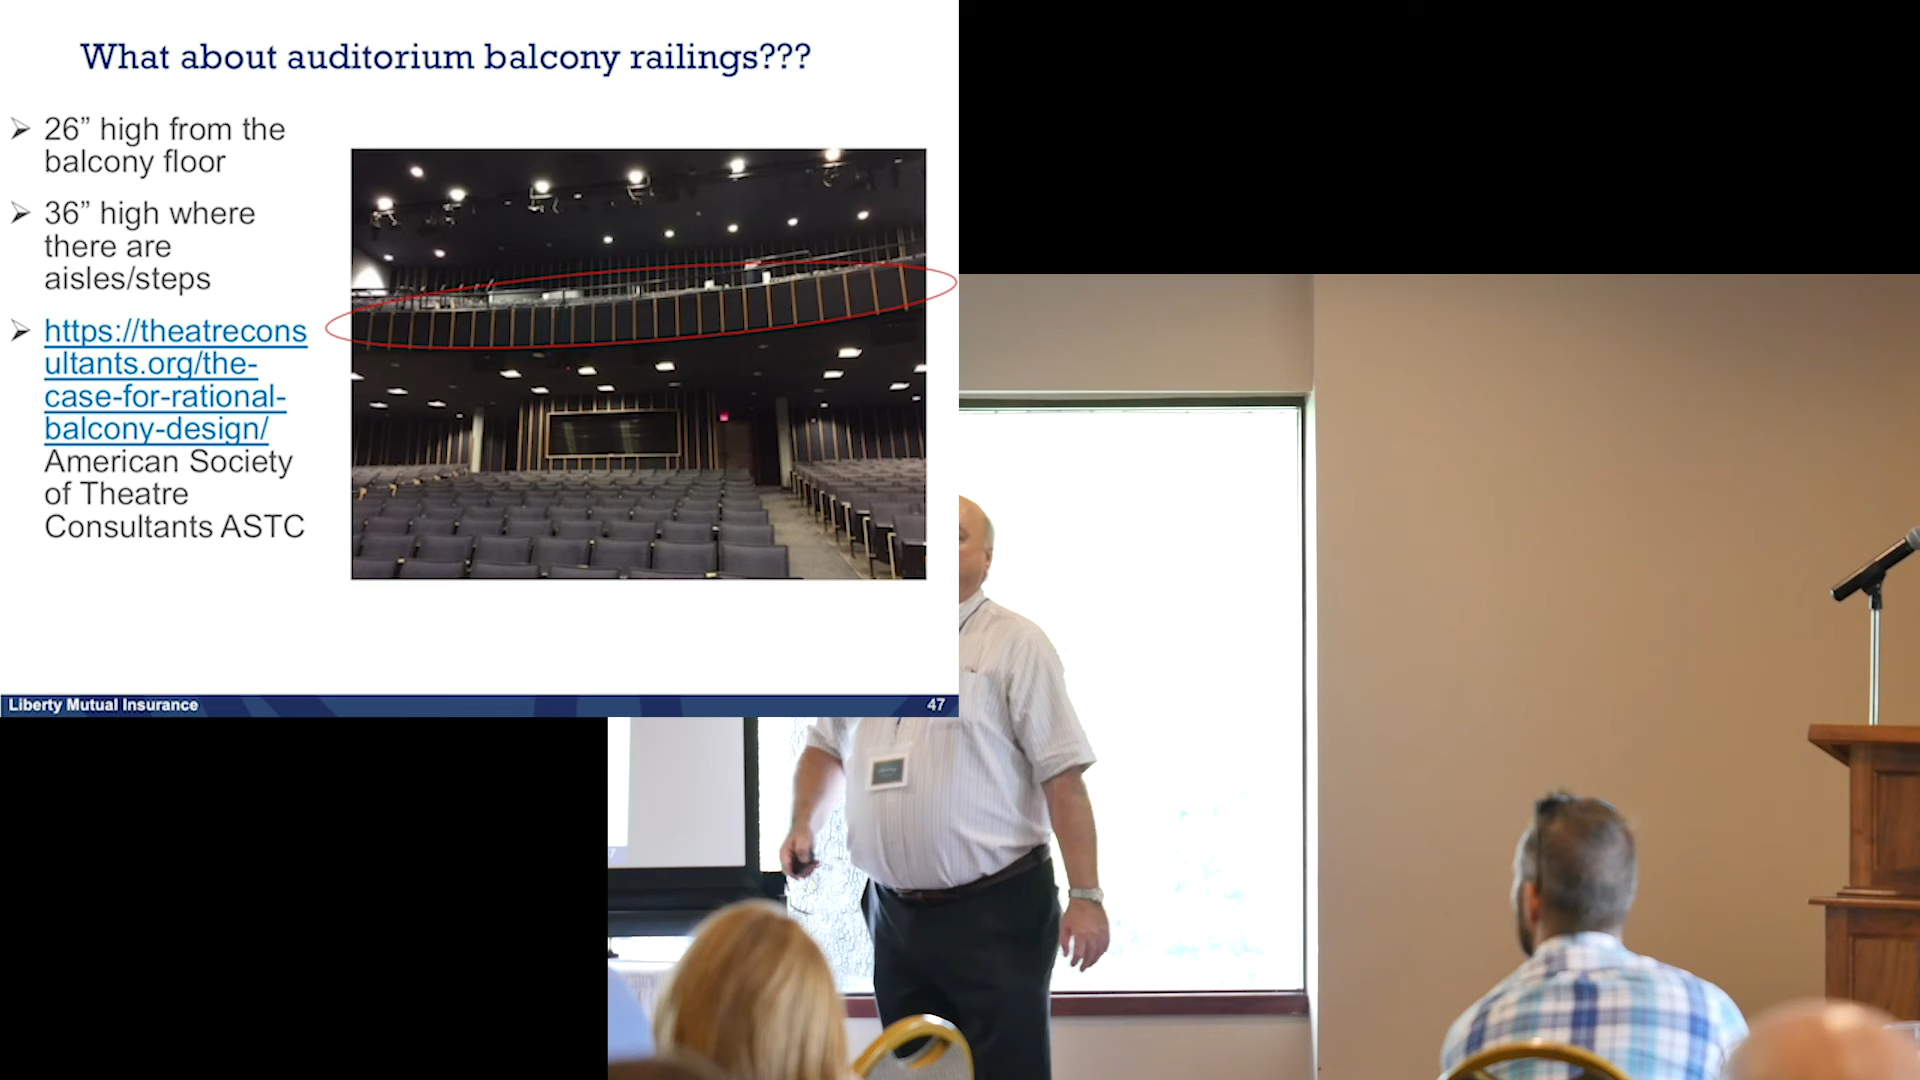 What about auditorium balcony railings???
➢ 26” high from the
balcony floor
➢ 36” high where
there are
aisles/steps
➢ https://theatrecons
ultants.org/the-
case-for-rational-
balcony-design/
American Society
of Theatre
Consultants ASTC
Liberty Mutual Insurance
47